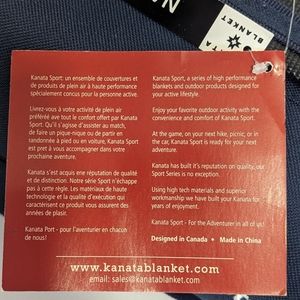 KANATA
BLANKET
Kanata Sport: un ensemble de couvertures et
de produits de plein air à haute performance
spécialement concus pour la personne active.
Livrez-vous à votre activité de plein air
préféré ave tout le confort offert par Kanata
Sport. Qu'il s'agisse d'assister au match,
de faire un pique-nique ou de partir en
randonnée à pied ou en voiture, Kanata Sport
est pret à vous accompagner dans votre
prochaine aventure.
Kanata s'est acquis une réputation de qualité
et de distinction. Notre série Sport n'échappe
pas à cette règle. Les matériaux de haute
technologie et la qualité d'exécution qui
caractérisent ce produit vous assurent des
années de plaisir.
Kanata Port - pour l'aventurier en chacun
de nous!
Kanata Sport, a series of high performance
blankets and outdoor products designed for
your active lifestyle.
Enjoy your favorite outdoor activity with the
convenience and comfort of Kanata Sport.
At the game, on your next hike, picnic, or in
the car, Kanata Sport is ready for your next
adventure.
Kanata has built it's reputation on quality, our
Sport Series is no exception.
Using high tech materials and superior
workmanship we have built your Kanata for
years of enjoyment.
Kanata Sport - For the Adventurer in all of us!
Designed in Canada • Made in China
www.kanatablanket.com
email: sales@kanatablanket.com